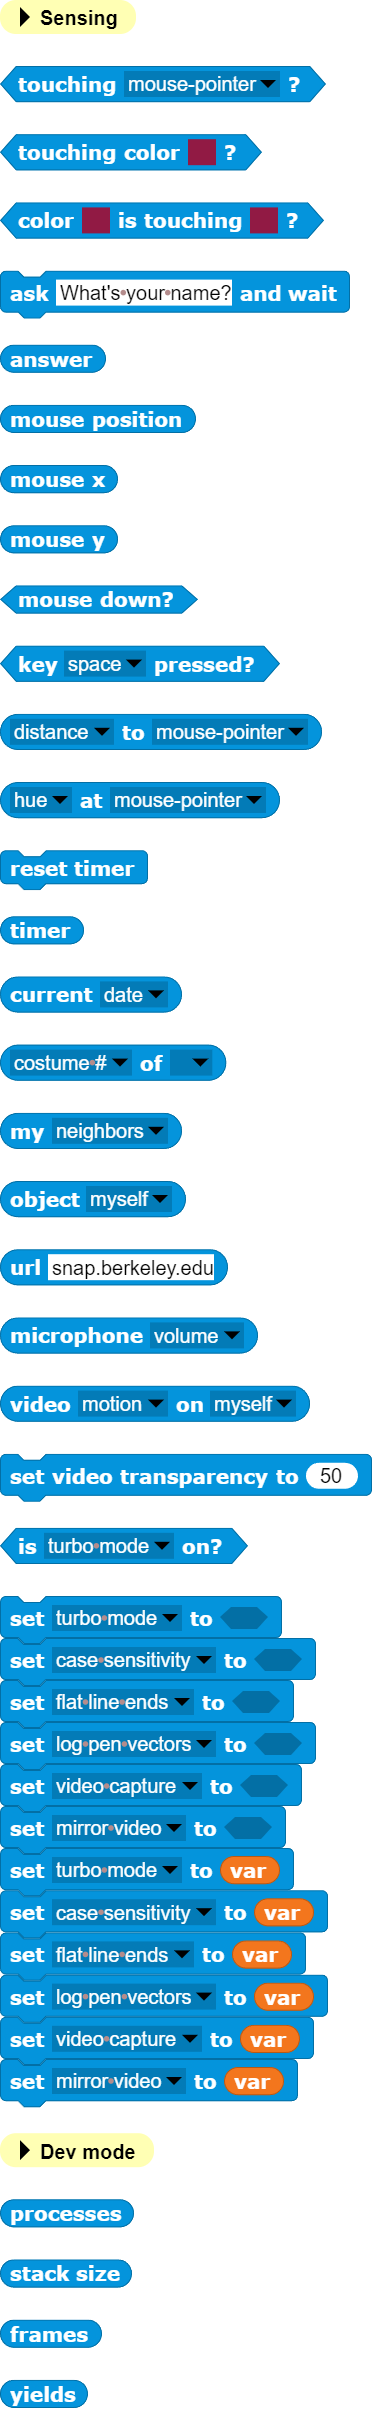 Sensing
touching mouse-pointer ?
touching color ?
color is touching ?
ask What's your name? and wait
answer
mouse position
mouse x
mouse y
mouse down?
key space pressed?
distance to mouse-pointer
hue at mouse-pointer
reset timer
timer
current date
costume # of
my neighbors
object myself
url snap.berkeley.edu
microphone volume
video motion on myself
set video transparency to 50
is turbo mode on?
set turbo mode to
set case sensitivity to
set flat line ends to
set log pen vectors to
set video capture to
set mirror video to
set turbo mode to var
set case sensitivity to var
set flat line ends to var
set log pen vectors to var
set video capture to var
set mirror video to var
Dev mode
processes
stack size
frames
yields